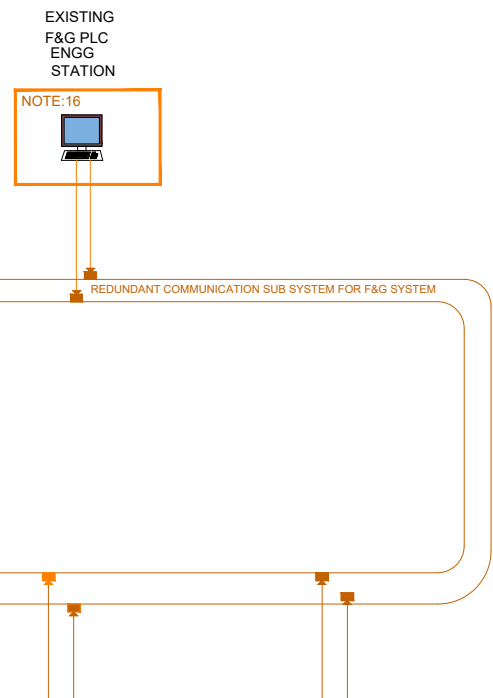 EXISTING
F&G PLC
ENGG
STATION
NOTE:16
REDUNDANT COMMUNICATION SUB SYSTEM FOR F&G SYSTEM